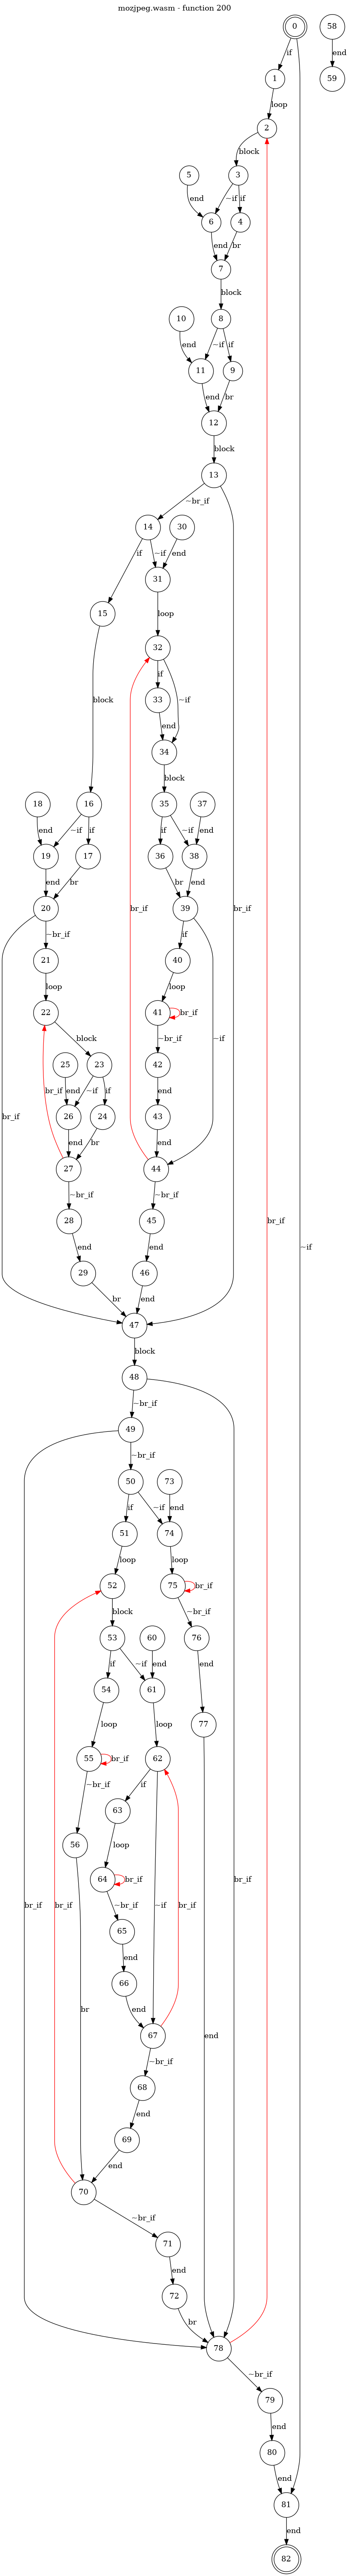 mozjpeg.wasm - function 200
0 58
if end
1 59
loop
2
block
5 3
end ~if if
6 4
end br
7
block
10 8
end ~if if
11 9
end br
12
block
13
~br_if
14 30
if ~if end
15 31
loop
32
if
33 ~if
block end
34
block
18 16 35 37
end ~if if if ~if end
19 17 36 38
end br br end
20 br_if 39 br_if
~br_if if
21 40
loop loop
22 41 br_if
block ~br_if ~if
25 23 42
br_if end ~if if end
26 24 43
end br end
27 44
br_if ~br_if ~br_if
28 45
end end
29 46
br end
47
block br_if
48
~br_if ~if
49
~br_if
50 73
if ~if end
51 74
loop loop
52 75 br_if
block ~br_if
53 60 76
if ~if end end
54 61
loop loop 77
55 br_if 62
~br_if if
63
56 loop
64 br_if
br_if br_if ~br_if ~if br_if br_if
65
end
br 66 end
end
67
~br_if
68
end
69
end
70
~br_if
71
end
72
br
78
~br_if
79
end
80
end
81
end
82